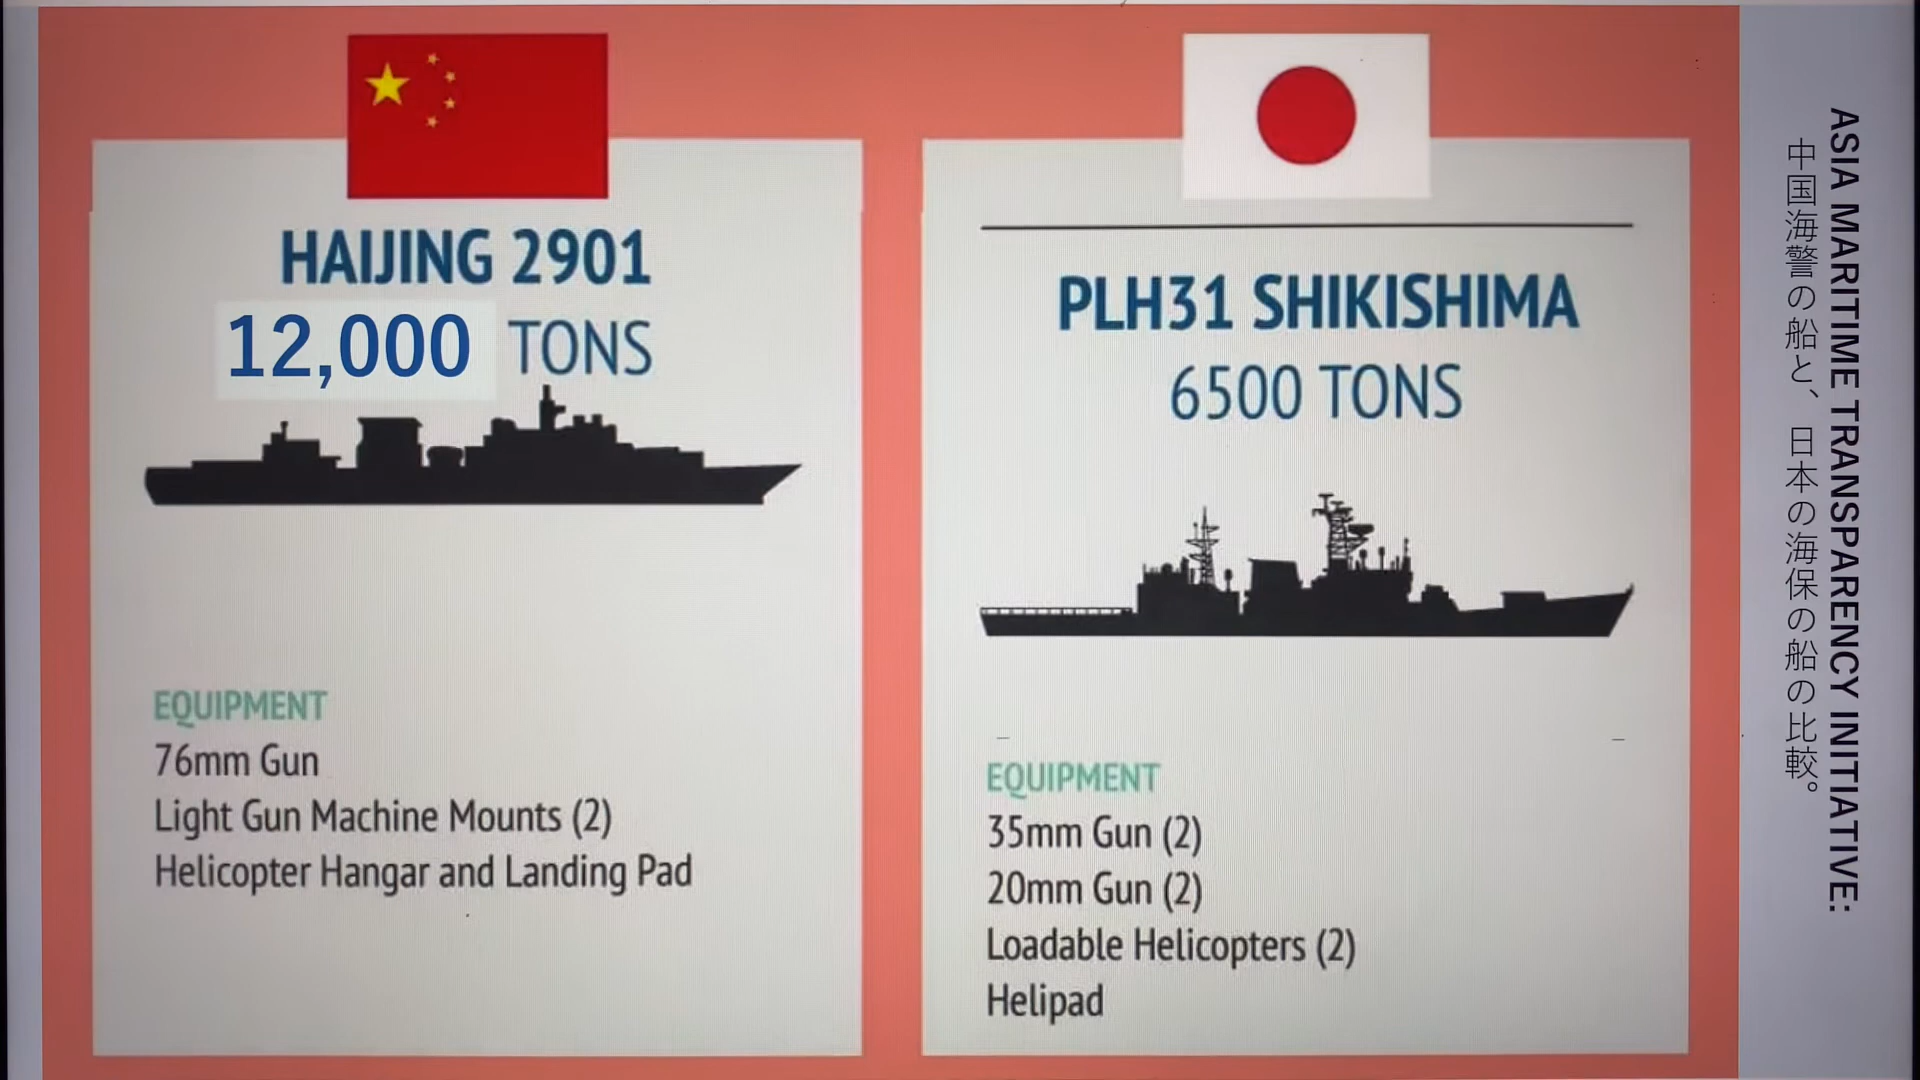 HAIJING 2901
12,000 TONS
EQUIPMENT
76mm Gun
Light Gun Machine Mounts (2)
Helicopter Hangar and Landing Pad
PLH31 SHIKISHIMA
6500 TONS
EQUIPMENT
35mm Gun (2)
20mm Gun (2)
Loadable Helicopters (2)
Helipad
ASIA MARITIME TRANSPARENCY INITIATIVE:
中国海警の船と、日本の海保の船の比較。